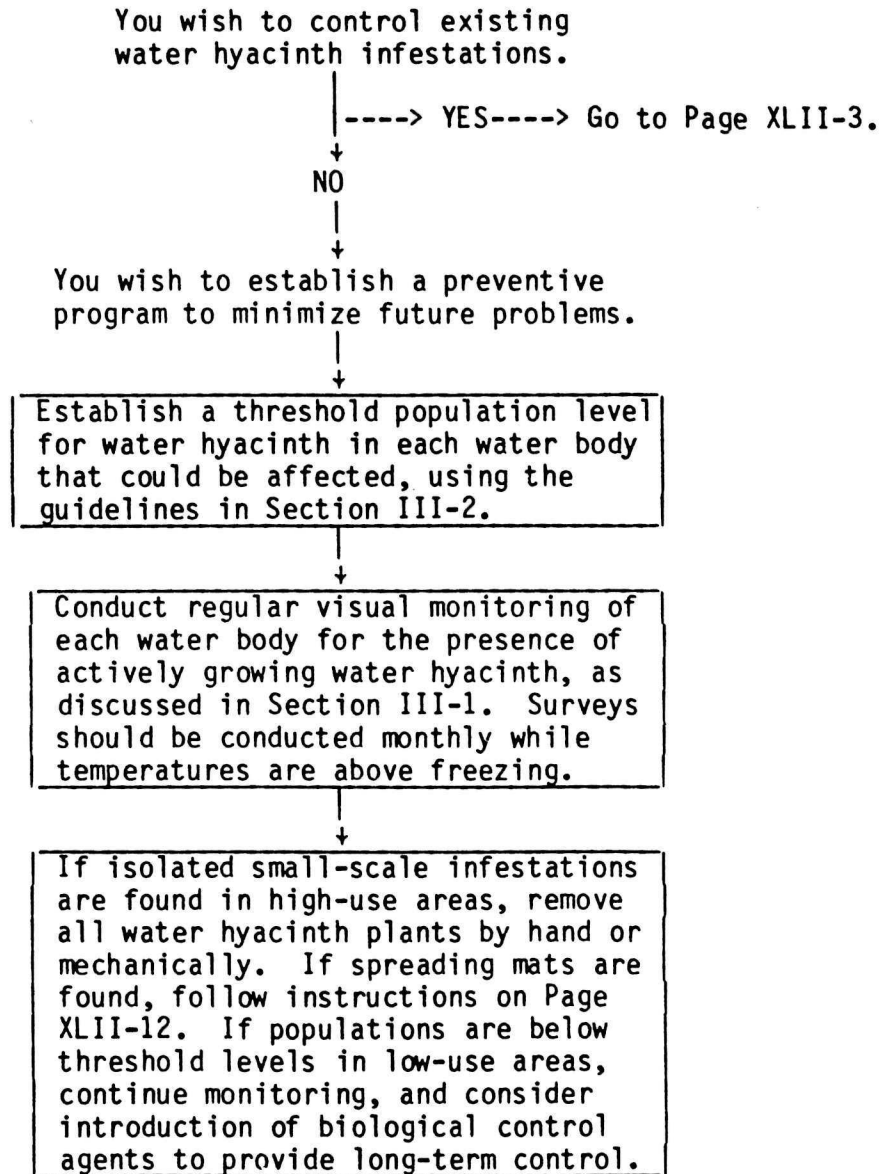 You wish to control existing
water hyacinth infestations.
----> YES----> Go to Page XLII-3.
NO
You wish to establish a preventive
program to minimize future problems.
Establish a threshold population level
for water hyacinth in each water body
that could be affected, using the
guidelines in Section III-2.
Conduct regular visual monitoring of
each water body for the presence of
actively growing water hyacinth, as
discussed in Section III-1.  Surveys
should be conducted monthly while
temperatures are above freezing.
If isolated small-scale infestations
are found in high-use areas, remove
all water hyacinth plants by hand or
mechanically.  If spreading mats are
found, follow instructions on Page
XLII-12.  If populations are below
threshold levels in low-use areas,
continue monitoring, and consider
introduction of biological control
agents to provide long-term control.